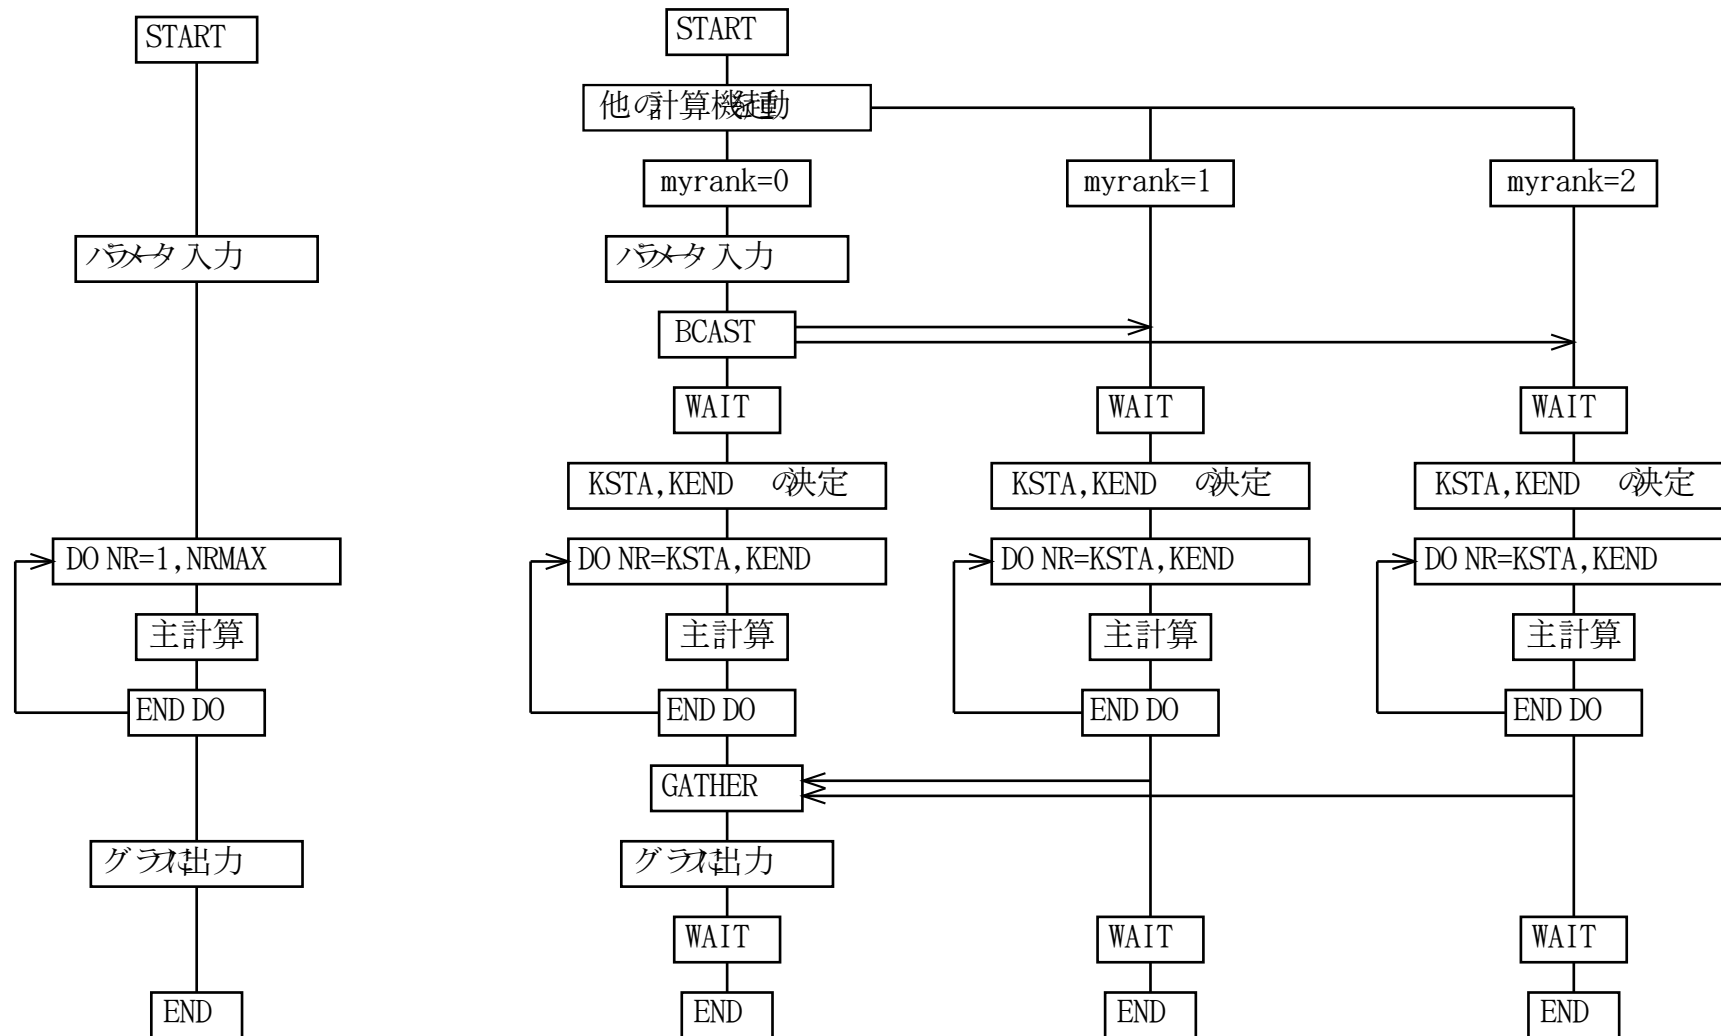 START
パラメータ入力
DO NR=1,NRMAX
主計算
END DO
グラフに出力
END
START
他の計算機を起動
myrank=0
myrank=1
myrank=2
パラメータ入力
BCAST
WAIT
WAIT
WAIT
KSTA,KEND の決定
KSTA,KEND の決定
KSTA,KEND の決定
DO NR=KSTA,KEND
DO NR=KSTA,KEND
DO NR=KSTA,KEND
主計算
主計算
主計算
END DO
END DO
END DO
GATHER
グラフに出力
WAIT
WAIT
WAIT
END
END
END